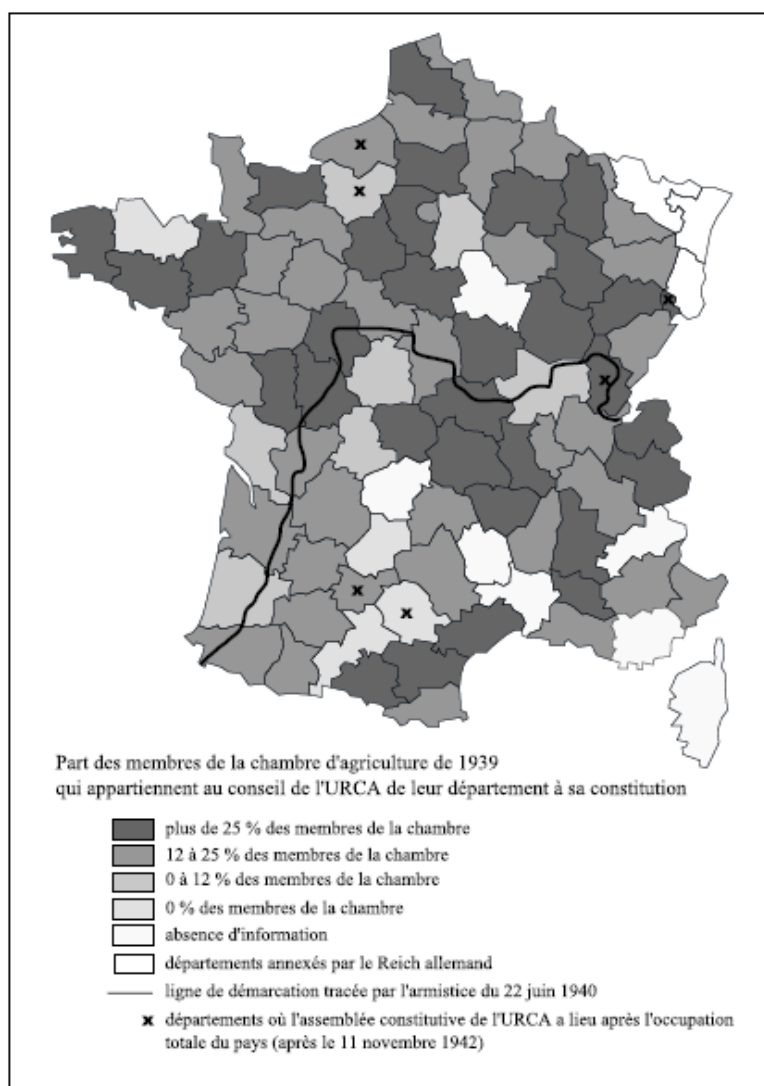 Part des membres de la chambre d'agriculture de 1939
qui appartiennent au conseil de l'URCA de leur département à sa constitution
plus de 25 % des membres de la chambre
12 à 25 % des membres de la chambre
0 à 12 % des membres de la chambre
0 % des membres de la chambre
absence d'information
départements annexés par le Reich allemand
ligne de démarcation tracée par l'armistice du 22 juin 1940
x départements où l'assemblée constitutive de l'URCA a lieu après l'occupation
totale du pays (après le 11 novembre 1942)